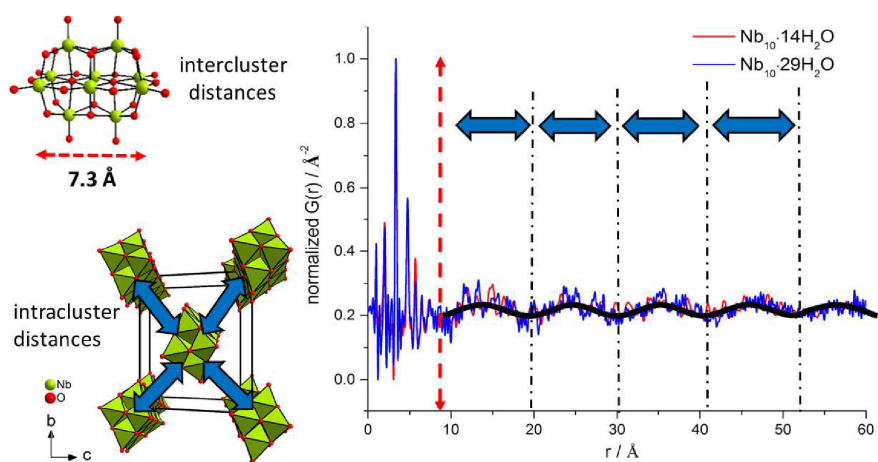 intercluster
distances
7.3 Å
intracluster
distances
Nb
O
b
c
Nb10·14H2O
Nb10·29H2O
normalized G(r) / Å-2
1.0
0.8
0.6
0.4
0.2
0.0
0
10
20
30
40
50
60
r / Å